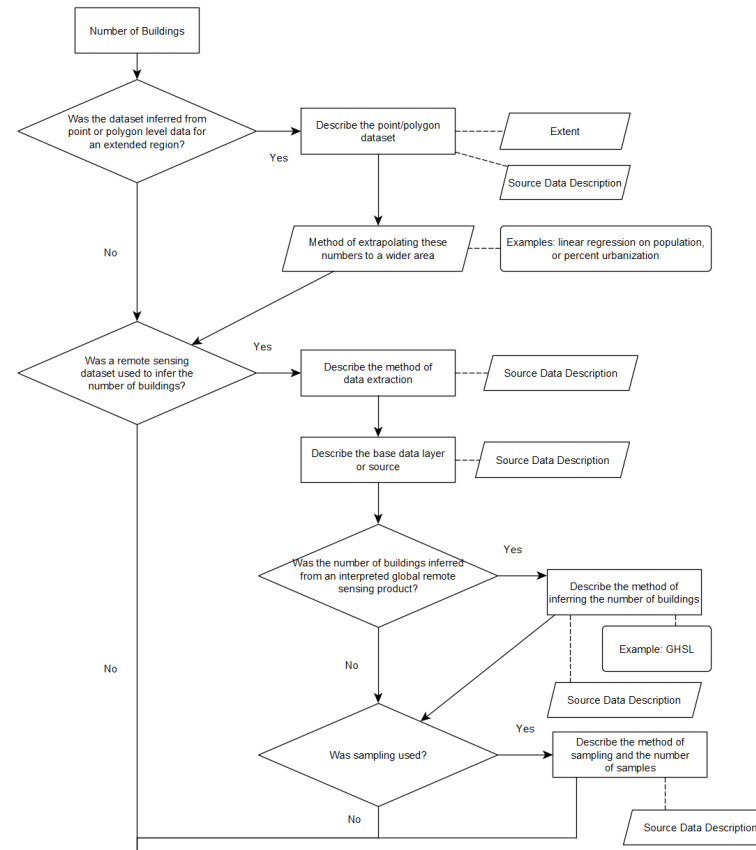 Number of Buildings
Was the dataset inferred from
point or polygon level data for
an extended region?
Yes
Describe the point/polygon
dataset
Extent
Source Data Description
No
Method of extrapolating these
numbers to a wider area
Examples: linear regression on population,
or percent urbanization
Was a remote sensing
dataset used to infer the
number of buildings?
Yes
Describe the method of
data extraction
Source Data Description
Describe the base data layer
or source
Source Data Description
Was the number of buildings inferred
from an interpreted global remote
sensing product?
Yes
Describe the method of
inferring the number of buildings
Example: GHSL
Source Data Description
No
No
Was sampling used?
Yes
Describe the method of
sampling and the number
of samples
No
Source Data Description